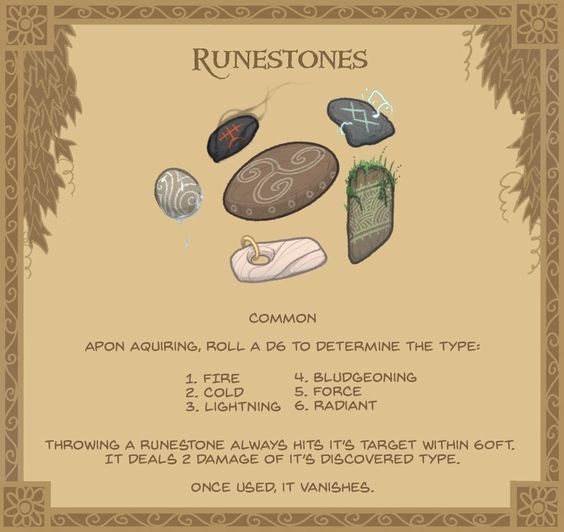 Runestones
COMMON
APON AQUIRING, ROLL A D6 TO DETERMINE THE TYPE:
1. FIRE
2. COLD
3. LIGHTNING
4. BLUDGEONING
5. FORCE
6. RADIANT
THROWING A RUNESTONE ALWAYS HITS IT'S TARGET WITHIN 60FT.
IT DEALS 2 DAMAGE OF IT'S DISCOVERED TYPE.
ONCE USED, IT VANISHES.